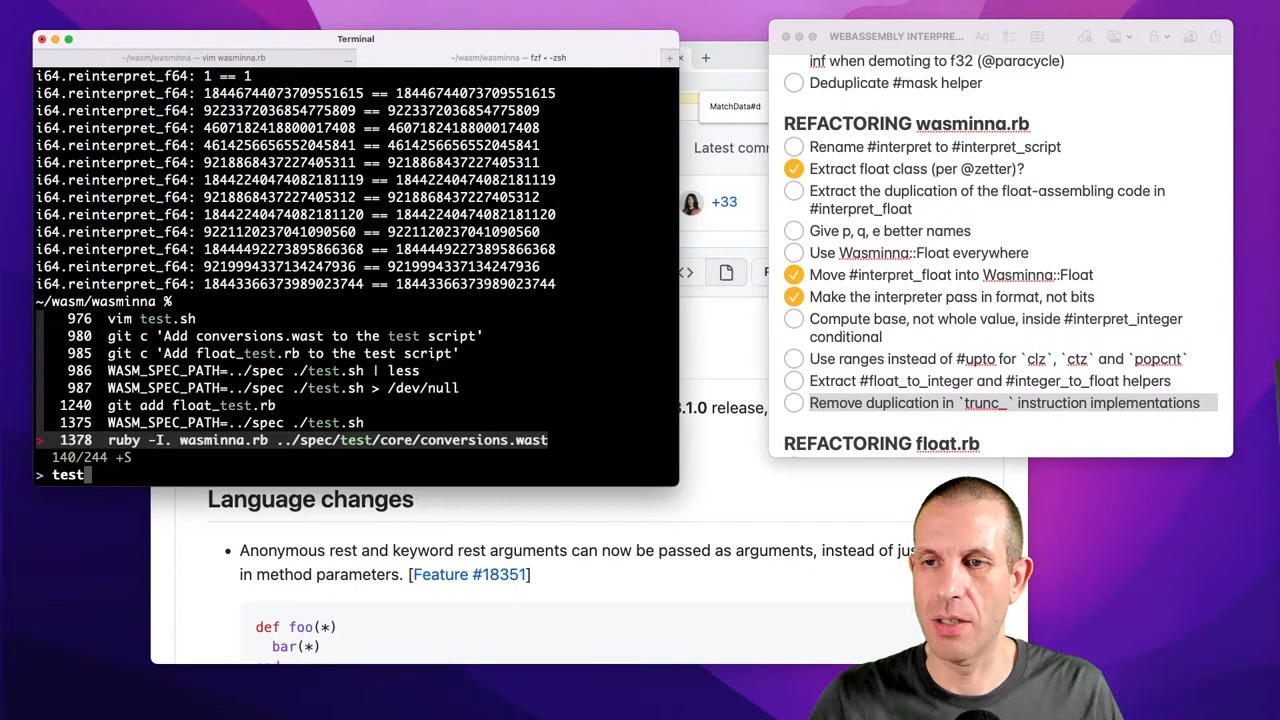 Terminal
~/wasm/wasminna — vim wasminna.rb
...
~/wasm/wasminna — fzf ◂ -zsh
i64.reinterpret_f64: 1 == 1
i64.reinterpret_f64: 18446744073709551615 == 18446744073709551615
i64.reinterpret_f64: 9223372036854775809 == 9223372036854775809
i64.reinterpret_f64: 4607182418800017408 == 4607182418800017408
i64.reinterpret_f64: 4614256656552045841 == 4614256656552045841
i64.reinterpret_f64: 9218868437227405311 == 9218868437227405311
i64.reinterpret_f64: 18442240474082181119 == 18442240474082181119
i64.reinterpret_f64: 9218868437227405312 == 9218868437227405312
i64.reinterpret_f64: 18442240474082181120 == 18442240474082181120
i64.reinterpret_f64: 9221120237041090560 == 9221120237041090560
i64.reinterpret_f64: 18444492273895866368 == 18444492273895866368
i64.reinterpret_f64: 9219994337134247936 == 9219994337134247936
i64.reinterpret_f64: 18443366373989023744 == 18443366373989023744
~/wasm/wasminna %
976 vim test.sh
980 git c 'Add conversions.wast to the test script'
985 git c 'Add float_test.rb to the test script'
986 WASM_SPEC_PATH=../spec ./test.sh | less
987 WASM_SPEC_PATH=../spec ./test.sh > /dev/null
1240 git add float_test.rb
1375 WASM_SPEC_PATH=../spec ./test.sh
> 1378 ruby -I. wasminna.rb ../spec/test/core/conversions.wast
140/244 +S
> test
MatchData#d
Latest comm
+33
3.1.0 release,
Language changes
• Anonymous rest and keyword rest arguments can now be passed as arguments, instead of jus
in method parameters. [Feature #18351]
def foo(*)
bar(*)
WEBASSEMBLY INTERPRE...
inf when demoting to f32 (@paracycle)
Deduplicate #mask helper
REFACTORING wasminna.rb
Rename #interpret to #interpret_script
Extract float class (per @zetter)?
Extract the duplication of the float-assembling code in
#interpret_float
Give p, q, e better names
Use Wasminna::Float everywhere
Move #interpret_float into Wasminna::Float
Make the interpreter pass in format, not bits
Compute base, not whole value, inside #interpret_integer
conditional
Use ranges instead of #upto for `clz`, `ctz` and `popcnt`
Extract #float_to_integer and #integer_to_float helpers
Remove duplication in `trunc_` instruction implementations
REFACTORING float.rb